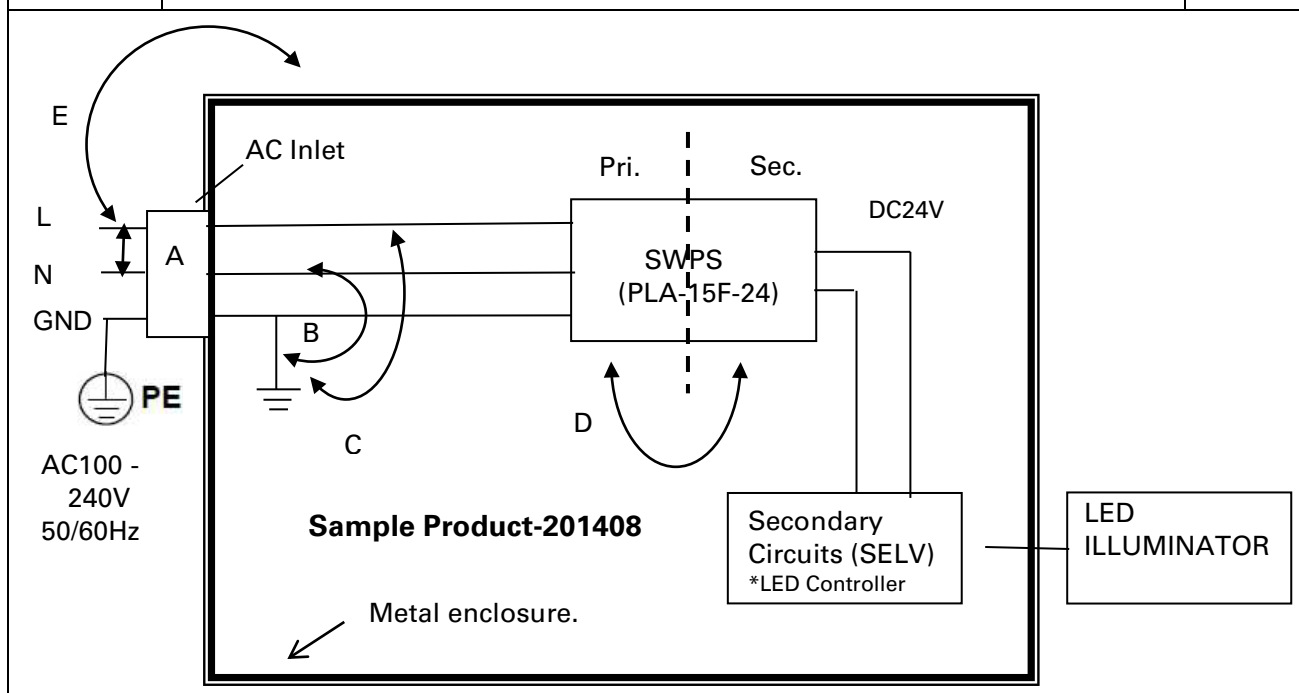 E
AC Inlet
Pri.
Sec.
DC24V
L
A
N
SWPS
(PLA-15F-24)
GND
B
PE
D
C
AC100 -
240V
50/60Hz
Sample Product-201408
Secondary
Circuits (SELV)
*LED Controller
LED
ILLUMINATOR
Metal enclosure.